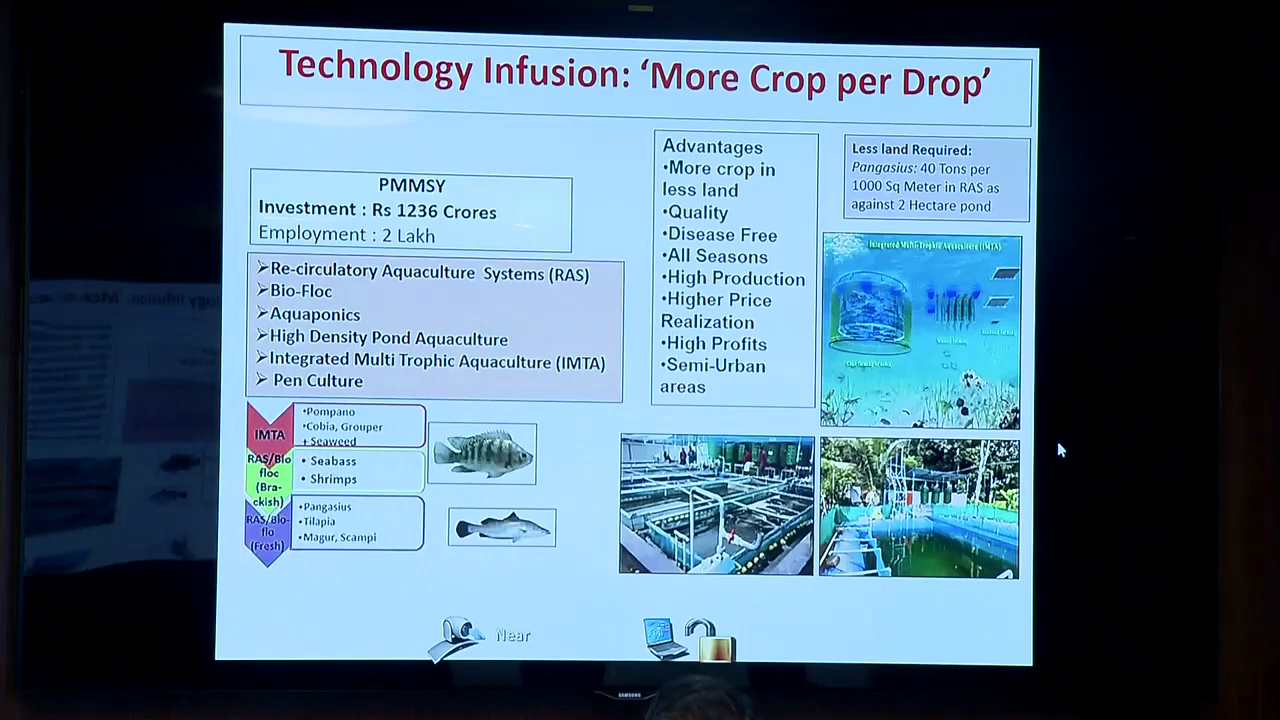 Technology Infusion: ‘More Crop per Drop’
PMMSY
Investment : Rs 1236 Crores
Employment : 2 Lakh
➢Re-circulatory Aquaculture Systems (RAS)
➢Bio-Floc
➢Aquaponics
➢High Density Pond Aquaculture
➢Integrated Multi Trophic Aquaculture (IMTA)
➢ Pen Culture
Advantages
•More crop in
less land
•Quality
•Disease Free
•All Seasons
•High Production
•Higher Price
Realization
•High Profits
•Semi-Urban
areas
Less land Required:
Pangasius: 40 Tons per
1000 Sq Meter in RAS as
against 2 Hectare pond
Integrated Multi-Trophic Aquaculture (IMTA)
IMTA
•Pompano
•Cobia, Grouper
+ Seaweed
RAS/Bio
floc
(Bra-
ckish)
• Seabass
• Shrimps
RAS/Bio-
flo
(Fresh)
•Pangasius
•Tilapia
•Magur, Scampi
Near
SAMSUNG